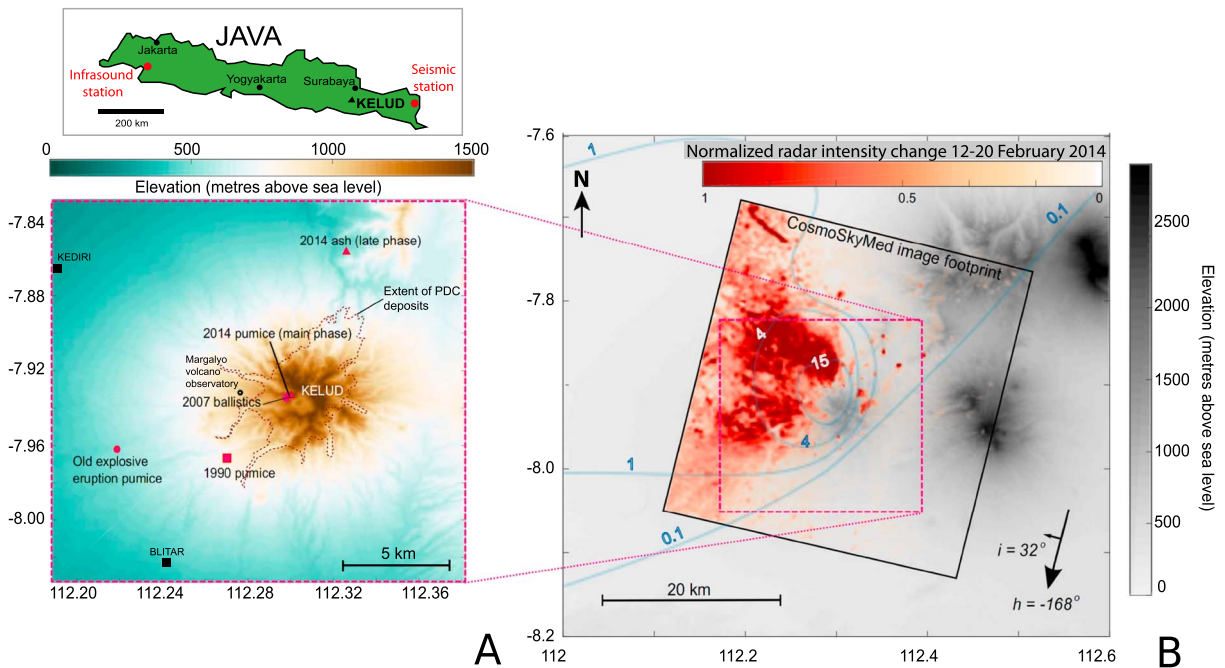 JAVA
Jakarta
Infrasound
station
Yogyakarta
Surabaya
KELUD
Seismic
station
200 km
0
500
1000
1500
Elevation (metres above sea level)
-7.84
-7.88
-7.92
-7.96
-8.00
KEDIRI
2014 ash (late phase)
Extent of PDC
deposits
2014 pumice (main phase)
Margalyo
volcano
observatory
KELUD
2007 ballistics
Old explosive
eruption pumice
1990 pumice
BLITAR
5 km
112.20
112.24
112.28
112.32
112.36
A
-7.6
-7.8
-8.0
-8.2
1
N
Normalized radar intensity change 12-20 February 2014
1
0.5
0
0.1
CosmoSkyMed image footprint
4
15
4
1
0.1
20 km
i = 32°
h = -168°
112
112.2
112.4
112.6
2500
2000
1500
1000
500
0
Elevation (metres above sea level)
B